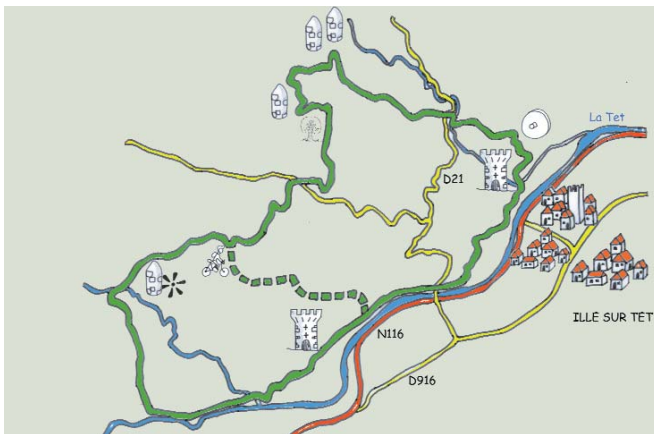 La Tet
D21
ILLE SUR TET
N116
D916